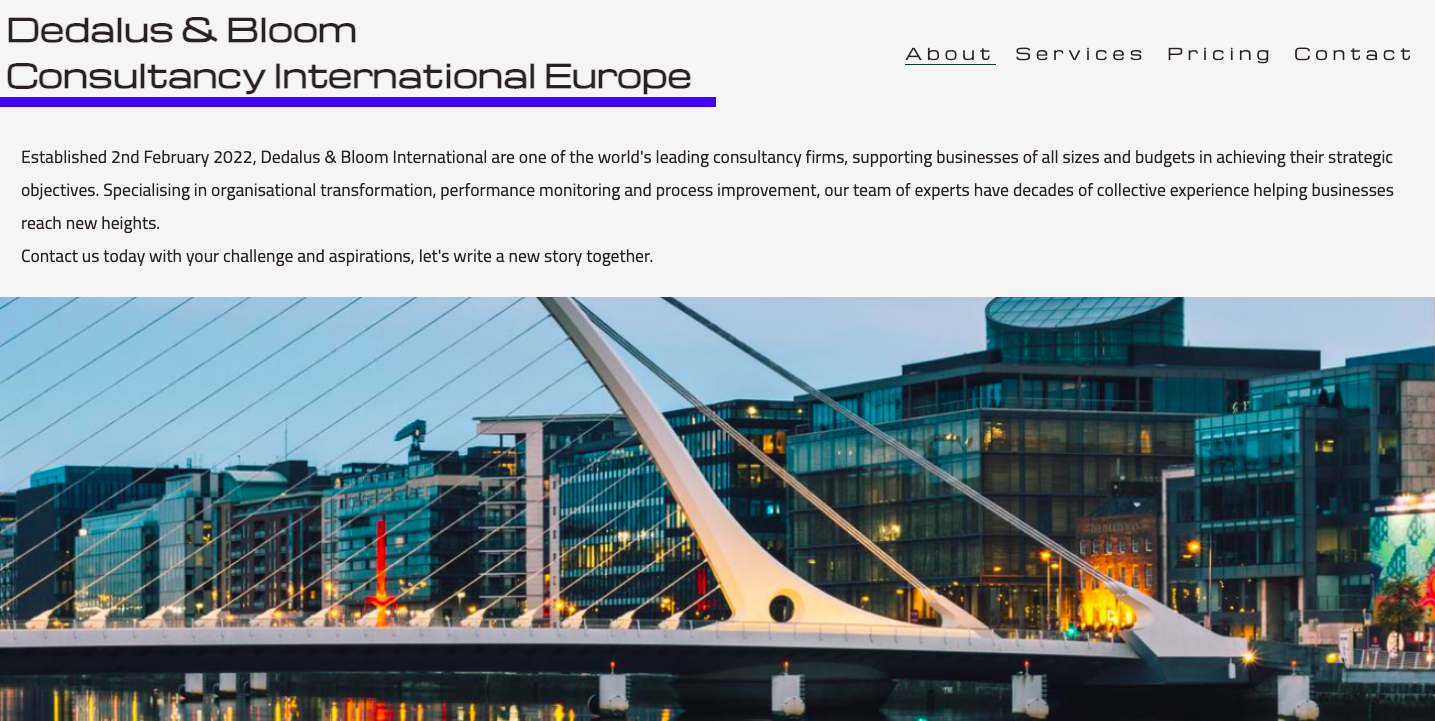 Dedalus & Bloom
Consultancy International Europe
About Services Pricing Contact
Established 2nd February 2022, Dedalus & Bloom International are one of the world's leading consultancy firms, supporting businesses of all sizes and budgets in achieving their strategic
objectives. Specialising in organisational transformation, performance monitoring and process improvement, our team of experts have decades of collective experience helping businesses
reach new heights.
Contact us today with your challenge and aspirations, let's write a new story together.